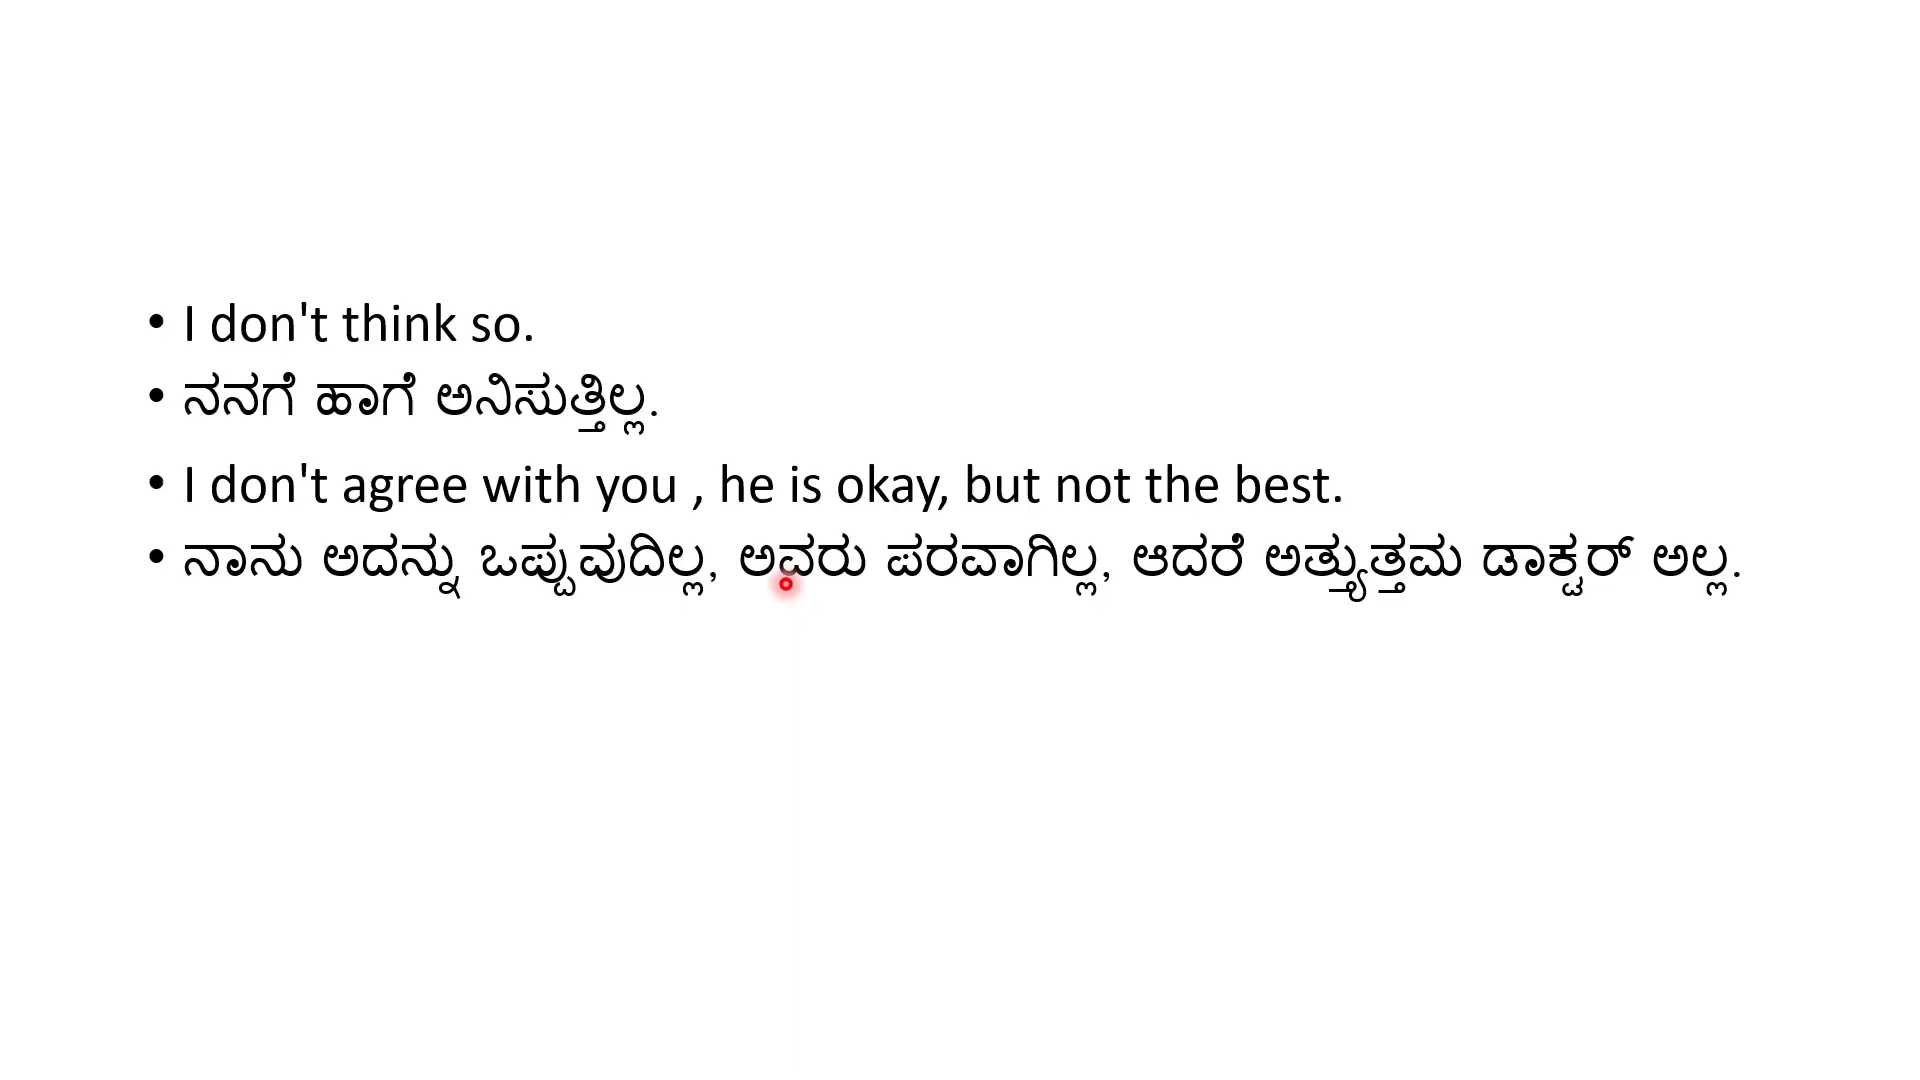 • I don't think so.
• ನನಗೆ ಹಾಗೆ ಅನಿಸುತ್ತಿಲ್ಲ.
• I don't agree with you , he is okay, but not the best.
• ನಾನು ಅದನ್ನು ಒಪ್ಪುವುದಿಲ್ಲ, ಅವರು ಪರವಾಗಿಲ್ಲ, ಆದರೆ ಅತ್ತ್ಯುತ್ತಮ ಡಾಕ್ಟರ್ ಅಲ್ಲ.